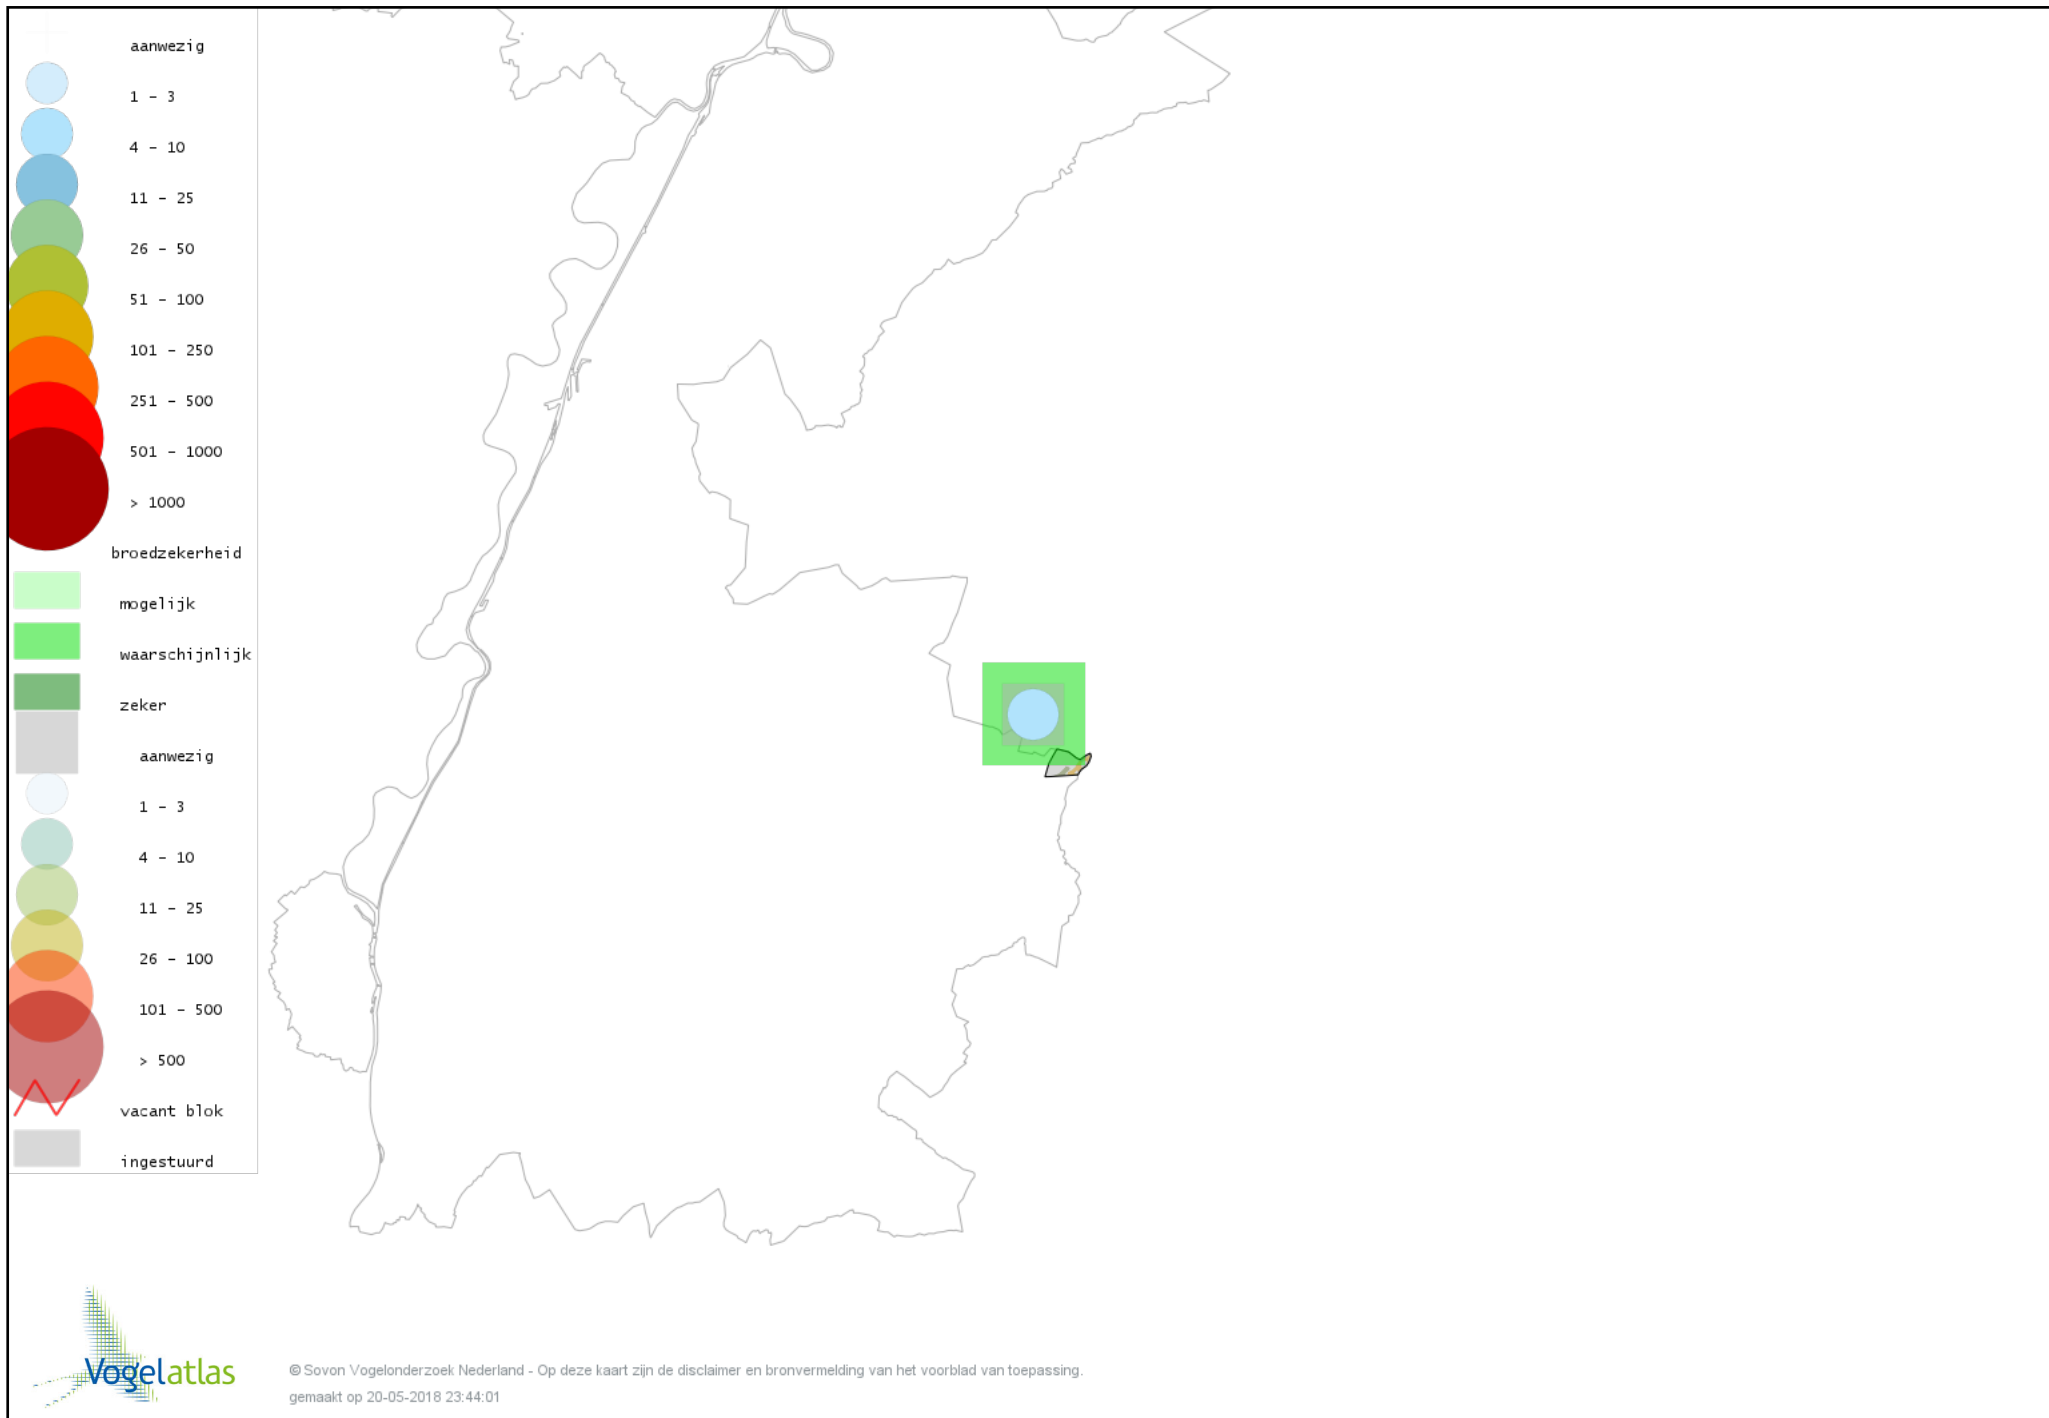 aanwezig
1 - 3
4 - 10
11 - 25
26 - 50
51 - 100
101 - 250
251 - 500
501 - 1000
> 1000
broedzekerheid
mogelijk
waarschijnlijk
zeker
aanwezig
1 - 3
4 - 10
11 - 25
26 - 100
101 - 500
> 500
vacant blok
ingestuurd
Vogelatlas
© Sovon Vogelonderzoek Nederland - Op deze kaart zijn de disclaimer en bronvermelding van het voorblad van toepassing.
gemaakt op 20-05-2018 23:44:01